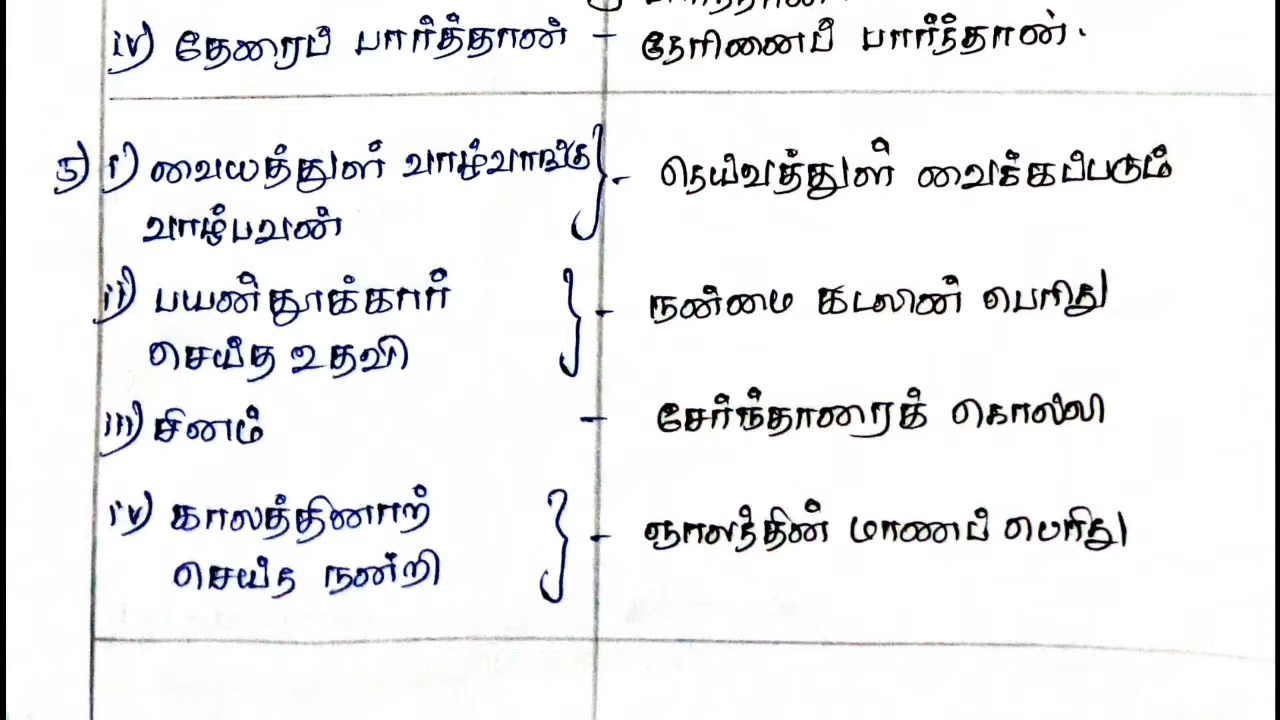 iv) தேரைப் பார்த்தான் - தேரினைப் பார்த்தான்.
5) i) வையத்துள் வாழ்வாங்கு } - தெய்வத்துள் வைக்கப்படும்
வாழ்பவன்
ii) பயன்தூக்கார் } - நன்மை கடலின் பெரிது
செய்த உதவி
iii) சினம் - சேர்ந்தாரைக் கொல்லி
iv) காலத்தினாற் } - ஞாலத்தின் மாணப் பெரிது
செய்த நன்றி